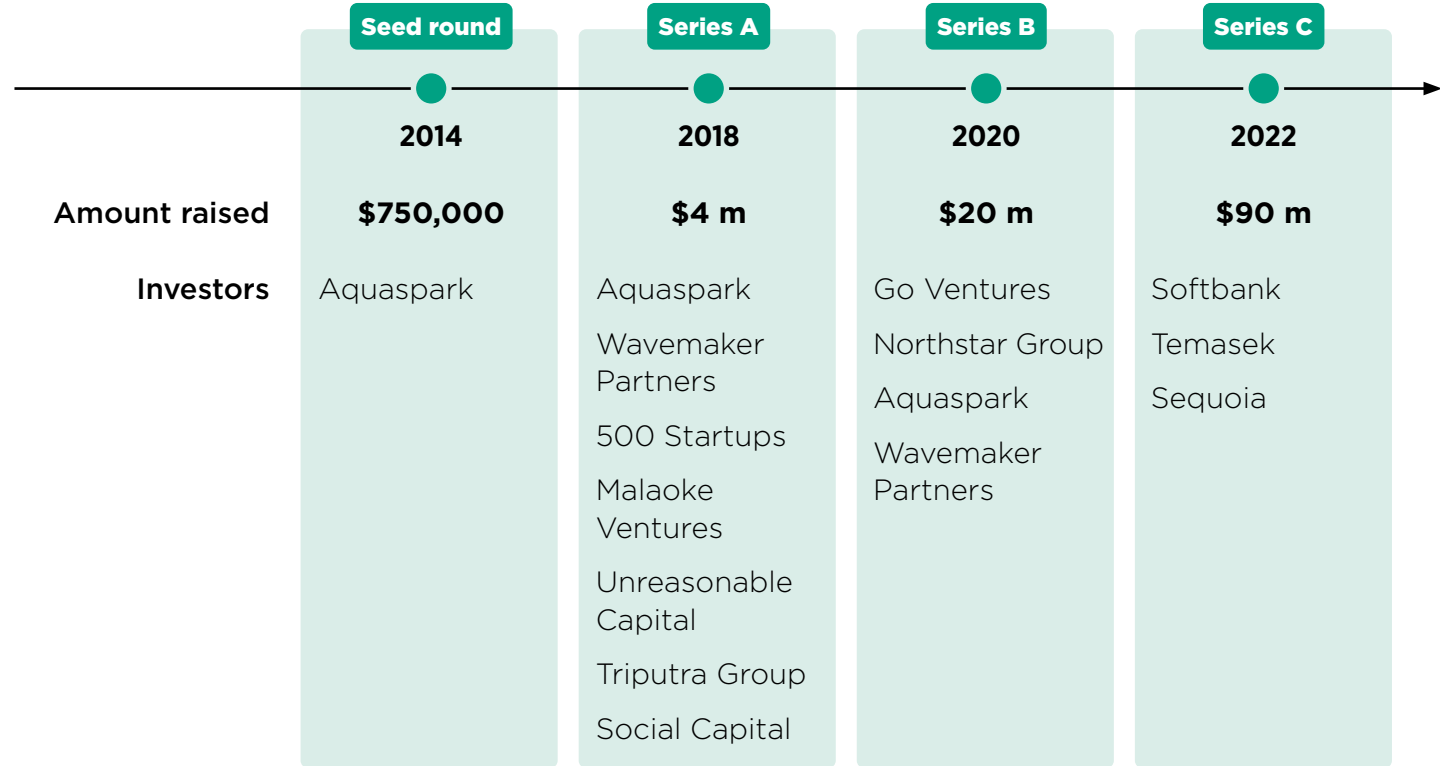 Seed round
Series A
Series B
Series C
2014
2018
2020
2022
Amount raised
$750,000
$4 m
$20 m
$90 m
Investors
Aquaspark
Aquaspark
Wavemaker
Partners
500 Startups
Malaoke
Ventures
Unreasonable
Capital
Triputra Group
Social Capital
Go Ventures
Northstar Group
Aquaspark
Wavemaker
Partners
Softbank
Temasek
Sequoia